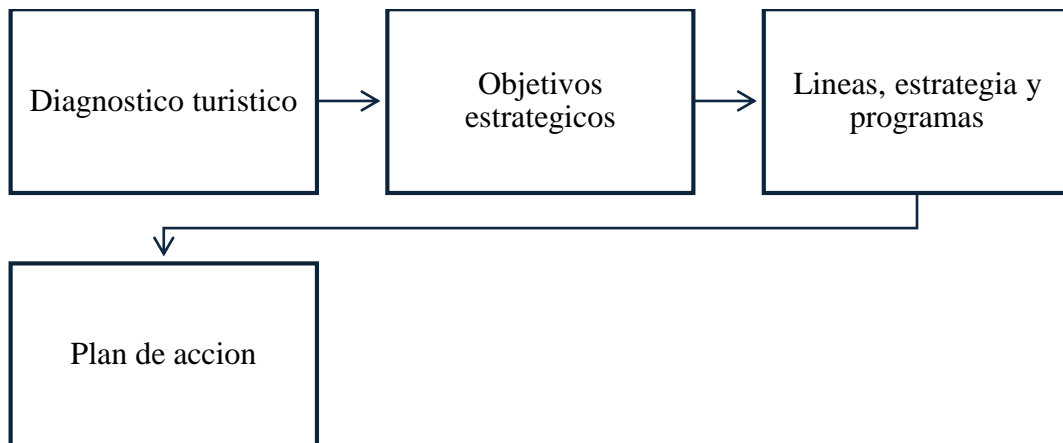 Diagnostico turistico
Objetivos
estrategicos
Lineas, estrategia y
programas
Plan de accion